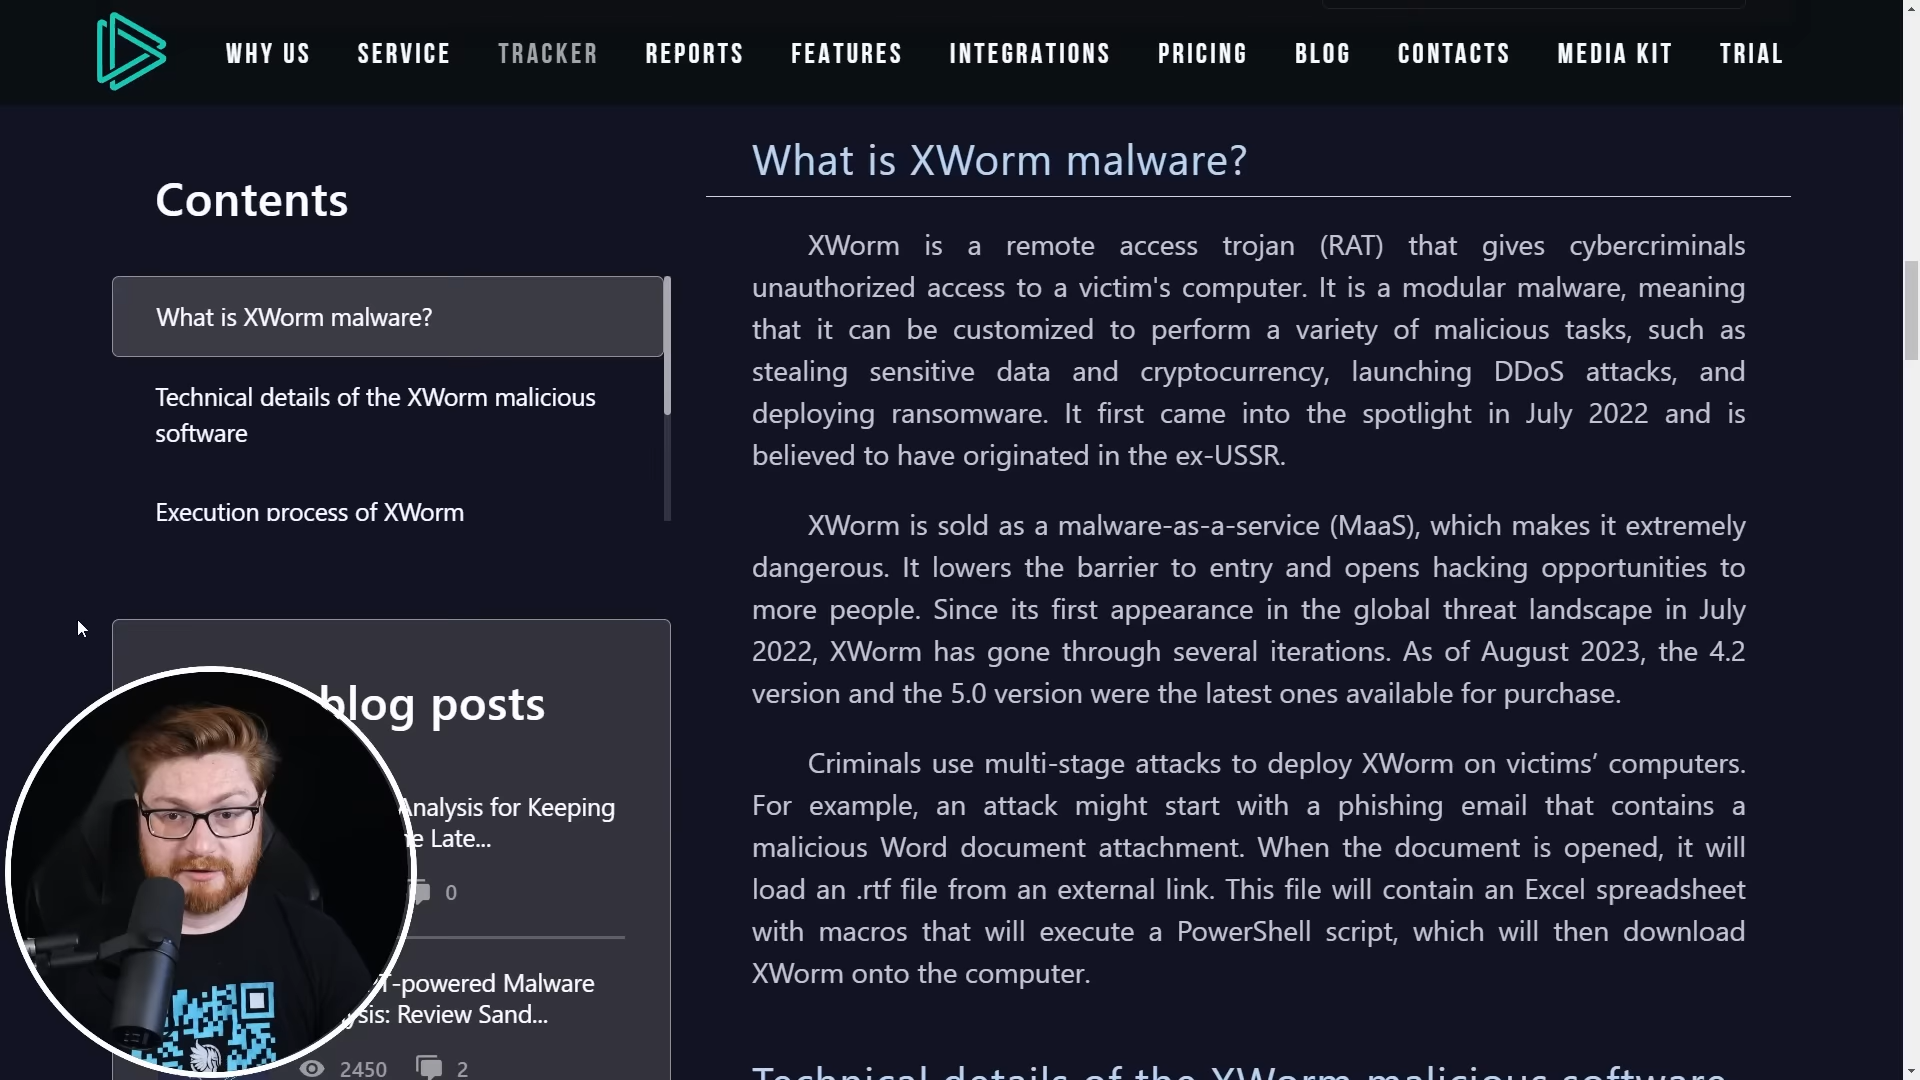 WHY US SERVICE TRACKER REPORTS FEATURES INTEGRATIONS PRICING BLOG CONTACTS MEDIA KIT TRIAL
Contents
What is XWorm malware?
Technical details of the XWorm malicious
software
Execution process of XWorm
blog posts
Analysis for Keeping
Late...
0
-powered Malware
Review Sand...
2450 2
What is XWorm malware?
XWorm is a remote access trojan (RAT) that gives cybercriminals
unauthorized access to a victim's computer. It is a modular malware, meaning
that it can be customized to perform a variety of malicious tasks, such as
stealing sensitive data and cryptocurrency, launching DDoS attacks, and
deploying ransomware. It first came into the spotlight in July 2022 and is
believed to have originated in the ex-USSR.
XWorm is sold as a malware-as-a-service (MaaS), which makes it extremely
dangerous. It lowers the barrier to entry and opens hacking opportunities to
more people. Since its first appearance in the global threat landscape in July
2022, XWorm has gone through several iterations. As of August 2023, the 4.2
version and the 5.0 version were the latest ones available for purchase.
Criminals use multi-stage attacks to deploy XWorm on victims’ computers.
For example, an attack might start with a phishing email that contains a
malicious Word document attachment. When the document is opened, it will
load an .rtf file from an external link. This file will contain an Excel spreadsheet
with macros that will execute a PowerShell script, which will then download
XWorm onto the computer.
Technical details of the XWorm malicious software